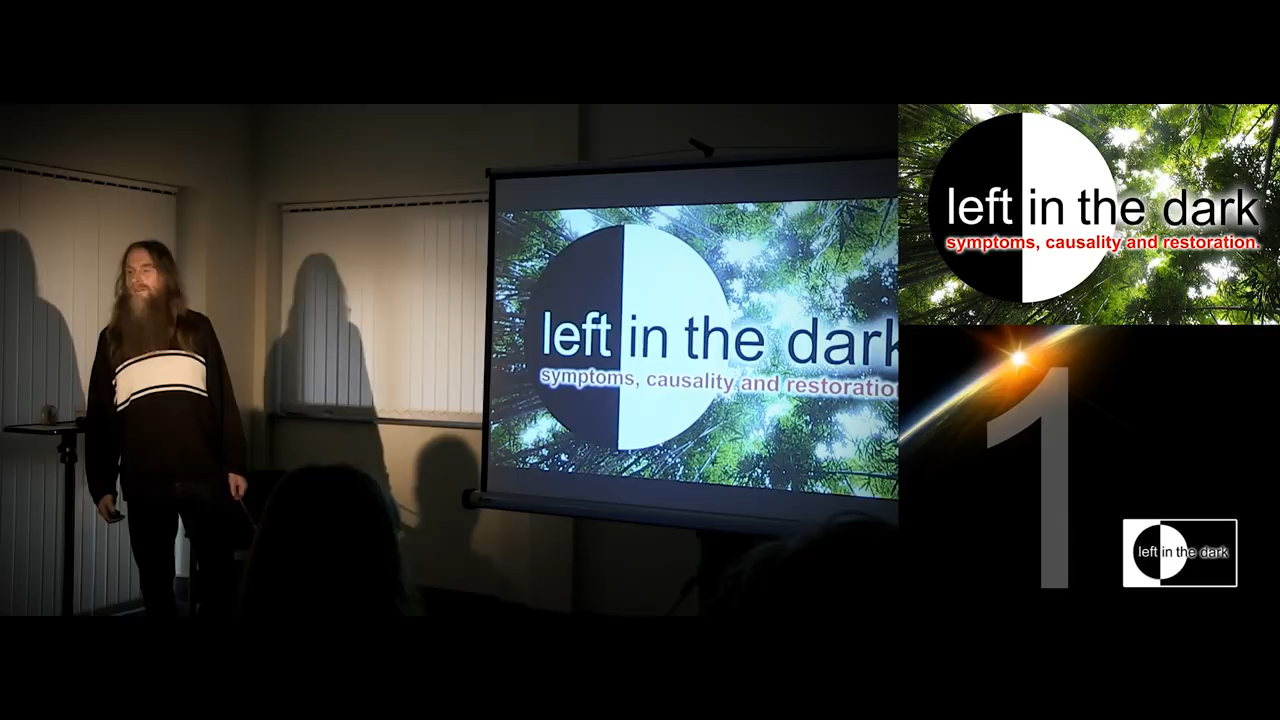 left in the dark
symptoms, causality and restoratio
left in the dark
symptoms, causality and restoration.
1
left in the dark